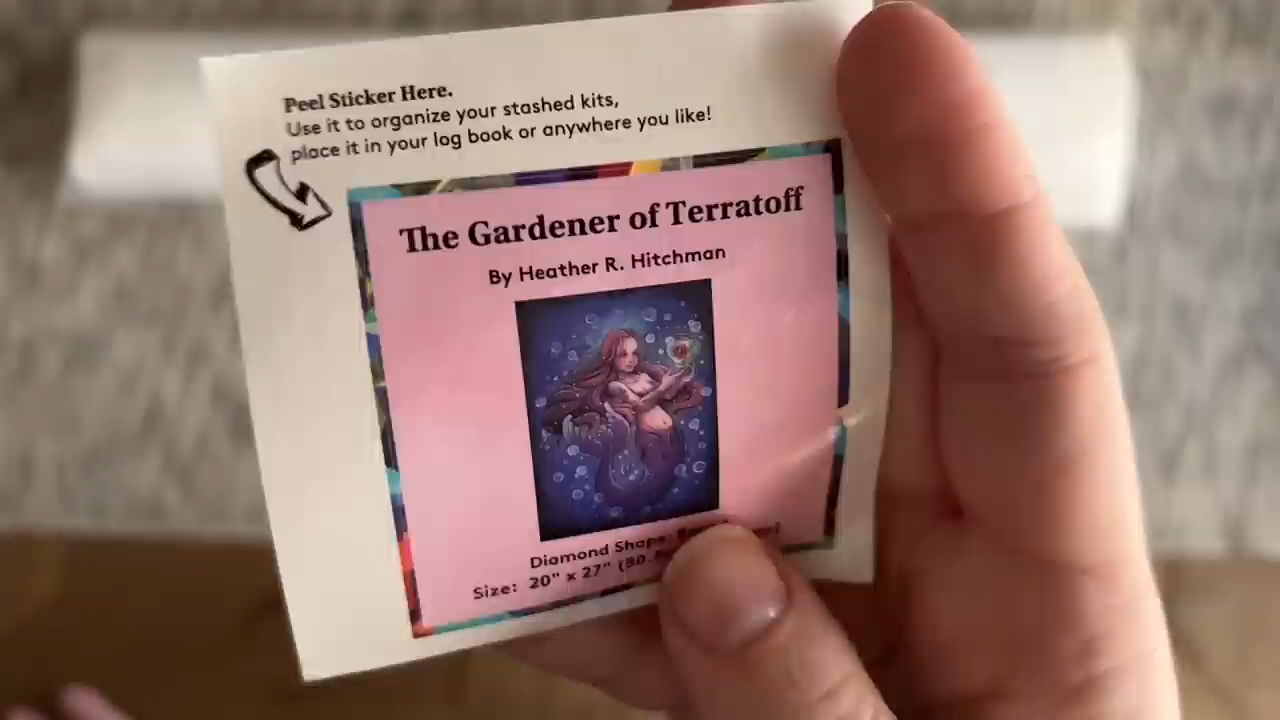 Peel Sticker Here.
Use it to organize your stashed kits,
place it in your log book or anywhere you like!
The Gardener of Terratoff
By Heather R. Hitchman
Diamond Shape:
Size: 20" x 27"